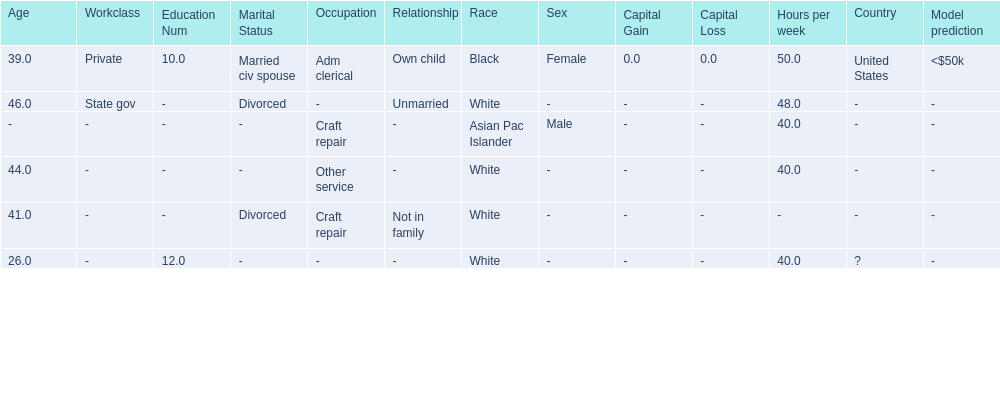 Age Workclass Education Num Marital Status Occupation Relationship Race Sex Capital Gain Capital Loss Hours per week Country Model prediction
39.0 Private 10.0 Married civ spouse Adm clerical Own child Black Female 0.0 0.0 50.0 United States <$50k
46.0 State gov - Divorced - Unmarried White - - - 48.0 - -
- - - - Craft repair - Asian Pac Islander Male - - 40.0 - -
44.0 - - - Other service - White - - - 40.0 - -
41.0 - - Divorced Craft repair Not in family White - - - - - -
26.0 - 12.0 - - - White - - - 40.0 ? -